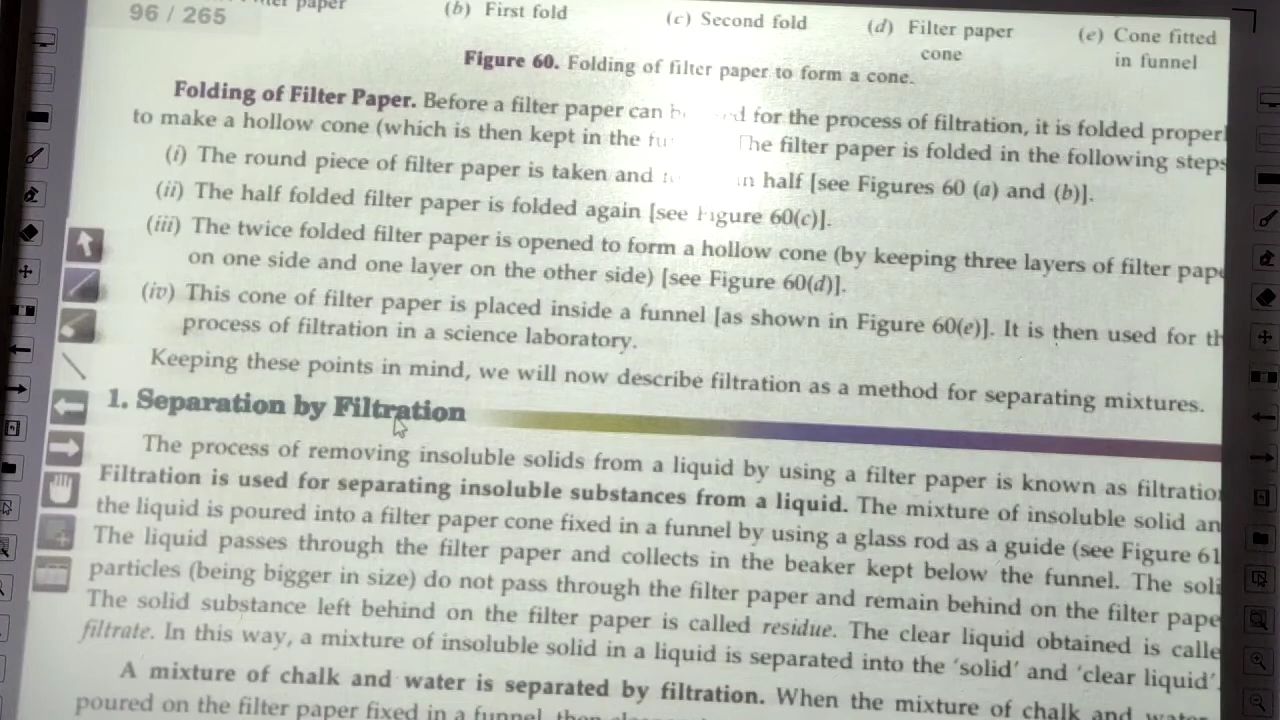 96 / 265
paper
(b) First fold
(c) Second fold
(d) Filter paper
cone
(e) Cone fitted
in funnel
Figure 60. Folding of filter paper to form a cone.
Folding of Filter Paper. Before a filter paper can for the process of filtration, it is folded
to make a hollow cone (which is then kept in the The filter paper is folded in the following steps
(i) The round piece of filter paper is taken and in half [see Figures 60 (a) and (b)].
(ii) The half folded filter paper is folded again [see Figure 60(c)].
(iii) The twice folded filter paper is opened to form a hollow cone (by keeping three layers of filter
on one side and one layer on the other side) [see Figure 60(d)].
(iv) This cone of filter paper is placed inside a funnel [as shown in Figure 60(e)]. It is then used for
process of filtration in a science laboratory.
Keeping these points in mind, we will now describe filtration as a method for separating mixtures.
1. Separation by Filtration
The process of removing insoluble solids from a liquid by using a filter paper is known as
Filtration is used for separating insoluble substances from a liquid. The mixture of insoluble solid
the liquid is poured into a filter paper cone fixed in a funnel by using a glass rod as a guide (see Figure 61
The liquid passes through the filter paper and collects in the beaker kept below the funnel. The
particles (being bigger in size) do not pass through the filter paper and remain behind on the filter
The solid substance left behind on the filter paper is called residue. The clear liquid obtained is
filtrate. In this way, a mixture of insoluble solid in a liquid is separated into the 'solid' and 'clear liquid'.
A mixture of chalk and water is separated by filtration. When the mixture of chalk and water
poured on the filter paper fixed in a funnel, then